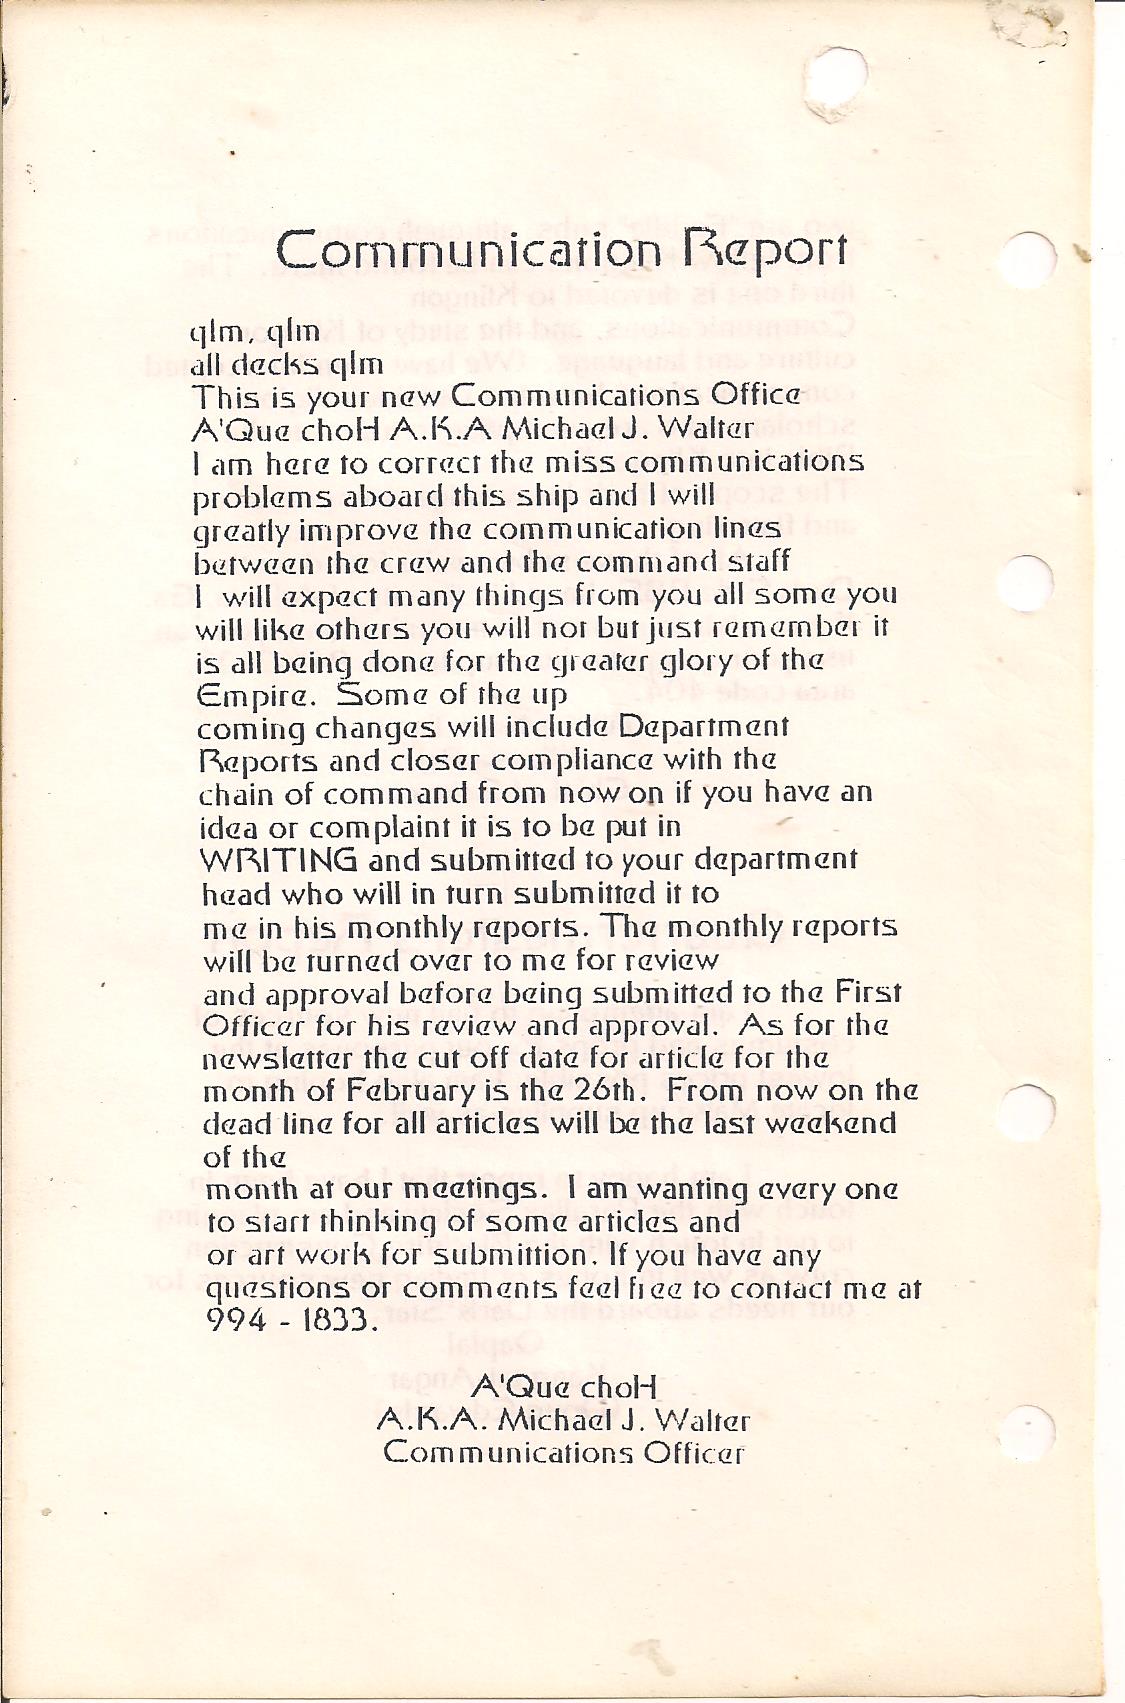 Communication Report
qIm, qIm
all decks qIm
This is your new Communications Office
A'Que choH A.K.A Michael J. Walter
I am here to correct the miss communications
problems aboard this ship and I will
greatly improve the communication lines
between the crew and the command staff
I will expect many things from you all some you
will like others you will not but just remember it
is all being done for the greater glory of the
Empire. Some of the up
coming changes will include Department
Reports and closer compliance with the
chain of command from now on if you have an
idea or complaint it is to be put in
WRITING and submitted to your department
head who will in turn submitted it to
me in his monthly reports. The monthly reports
will be turned over to me for review
and approval before being submitted to the First
Officer for his review and approval. As for the
newsletter the cut off date for article for the
month of February is the 26th. From now on the
dead line for all articles will be the last weekend
of the
month at our meetings. I am wanting every one
to start thinking of some articles and
or art work for submittion. If you have any
questions or comments feel free to contact me at
994 - 1833.
A'Que choH
A.K.A. Michael J. Walter
Communications Officer